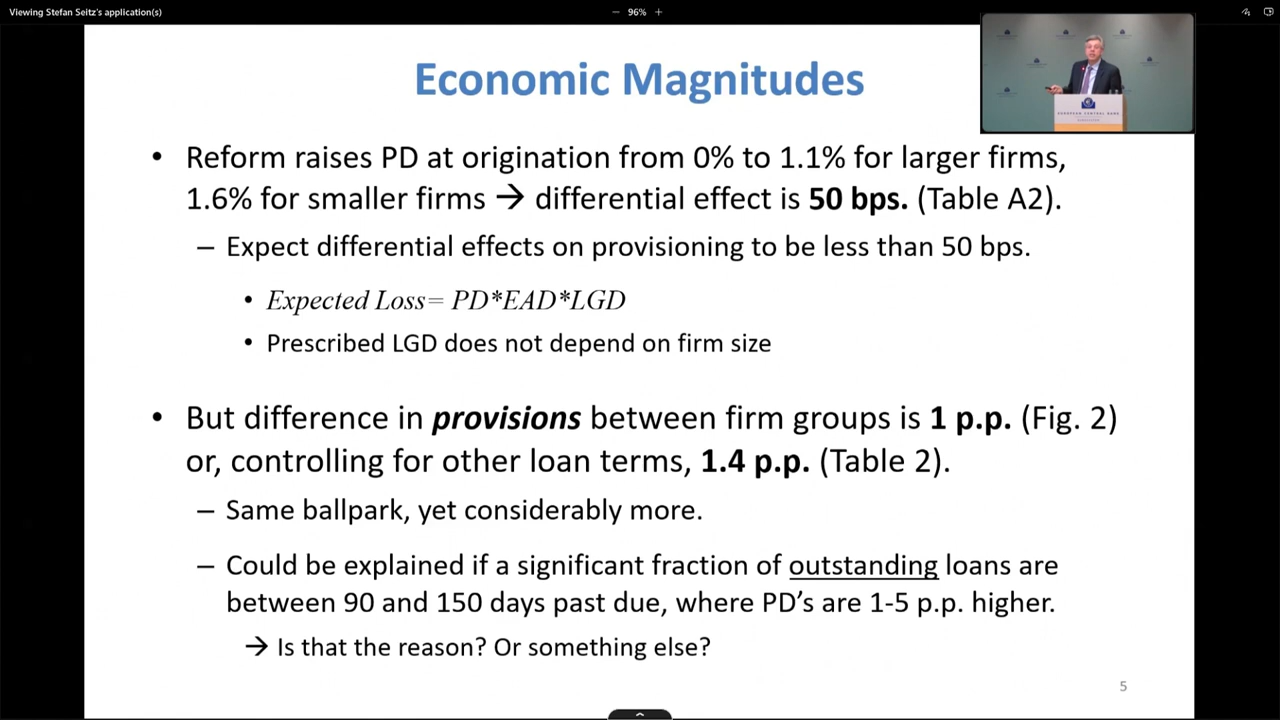 Viewing Stefan Seitz's application(s)
− 96% +
Economic Magnitudes
EUROPEAN CENTRAL BANK
• Reform raises PD at origination from 0% to 1.1% for larger firms,
1.6% for smaller firms → differential effect is 50 bps. (Table A2).
– Expect differential effects on provisioning to be less than 50 bps.
• Expected Loss= PD*EAD*LGD
• Prescribed LGD does not depend on firm size
• But difference in provisions between firm groups is 1 p.p. (Fig. 2)
or, controlling for other loan terms, 1.4 p.p. (Table 2).
– Same ballpark, yet considerably more.
– Could be explained if a significant fraction of outstanding loans are
between 90 and 150 days past due, where PD’s are 1-5 p.p. higher.
→ Is that the reason? Or something else?
5